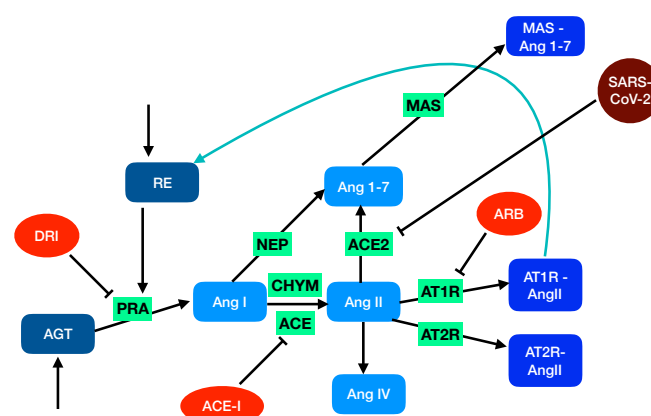 MAS -
Ang 1-7
SARS-
CoV-2
MAS
RE
Ang 1-7
ARB
DRI
NEP
ACE2
CHYM
AT1R -
AngII
PRA
Ang I
Ang II
AT1R
ACE
AGT
AT2R
AT2R-
AngII
Ang IV
ACE-I